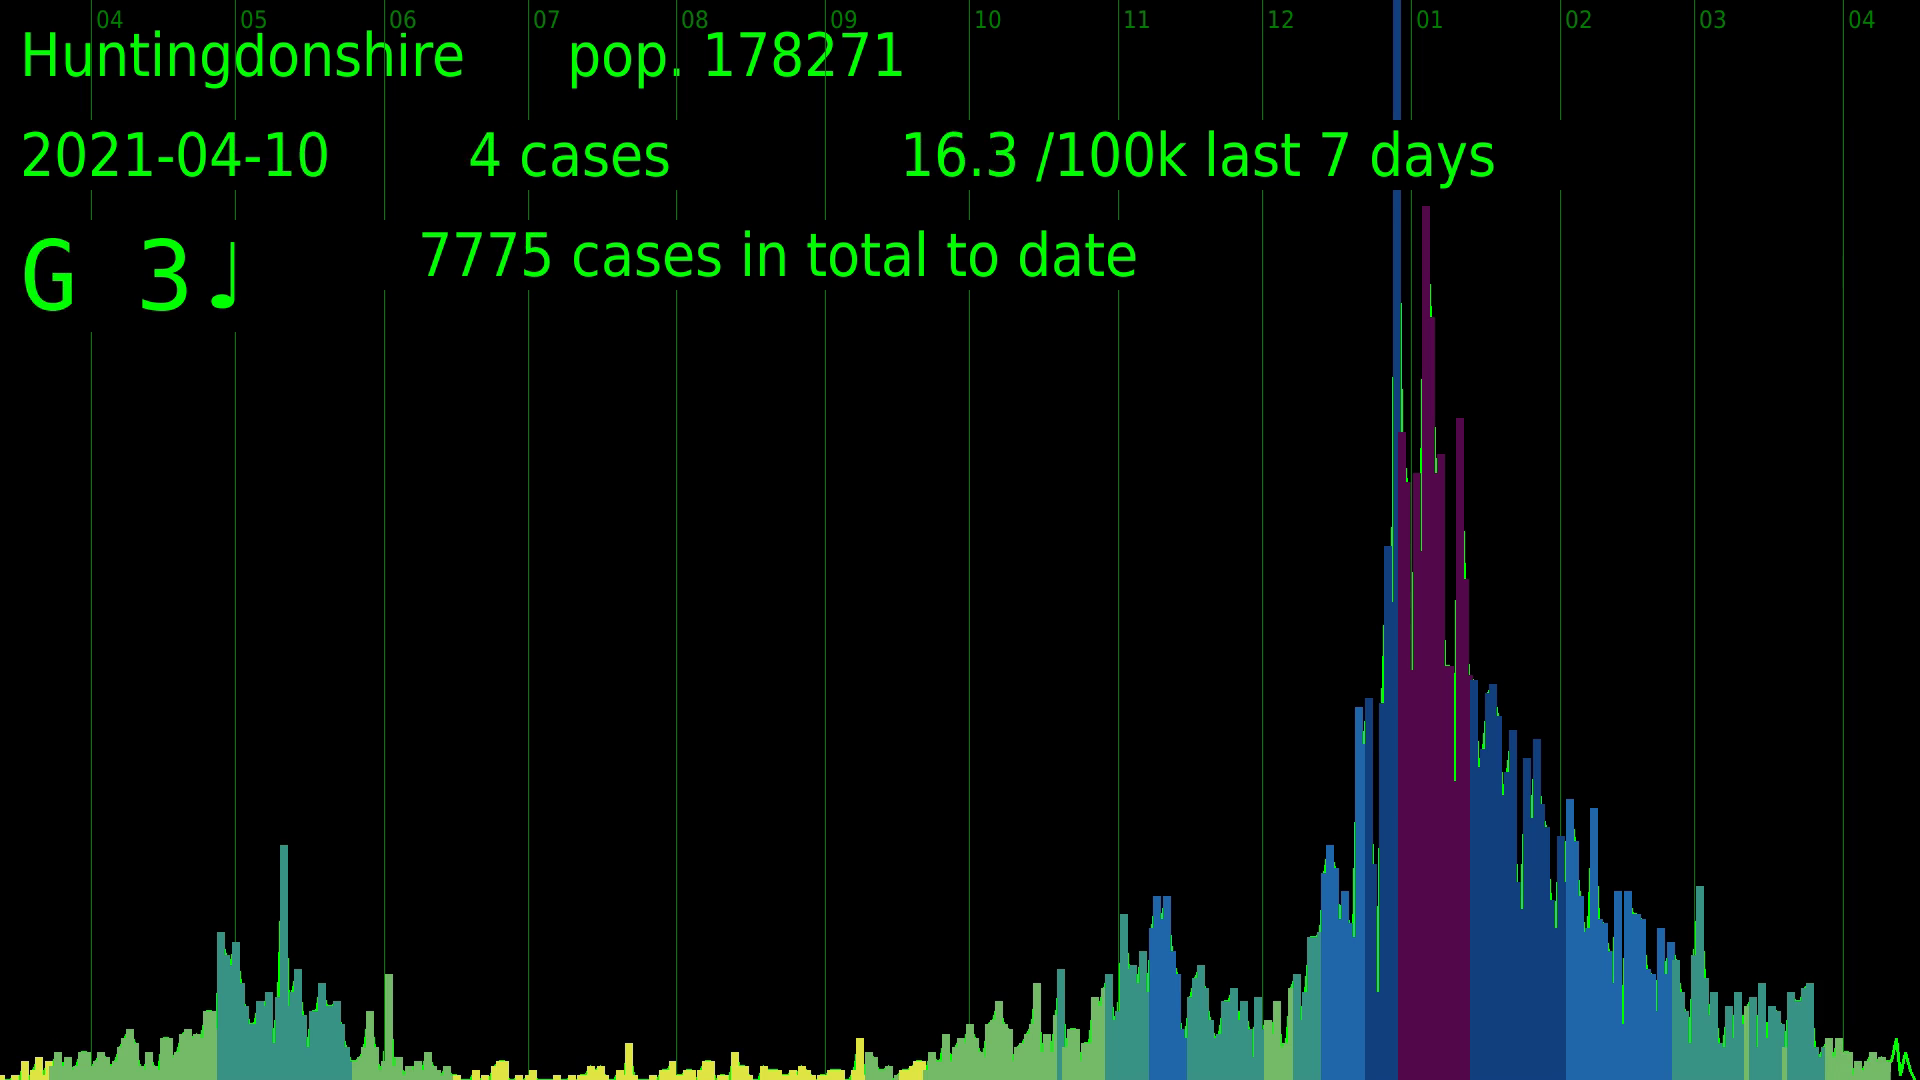 04 05 06 07 08 09 10 11 12 01 02 03 04
Huntingdonshire pop. 178271
2021-04-10 4 cases 16.3 /100k last 7 days
G 3♩ 7775 cases in total to date